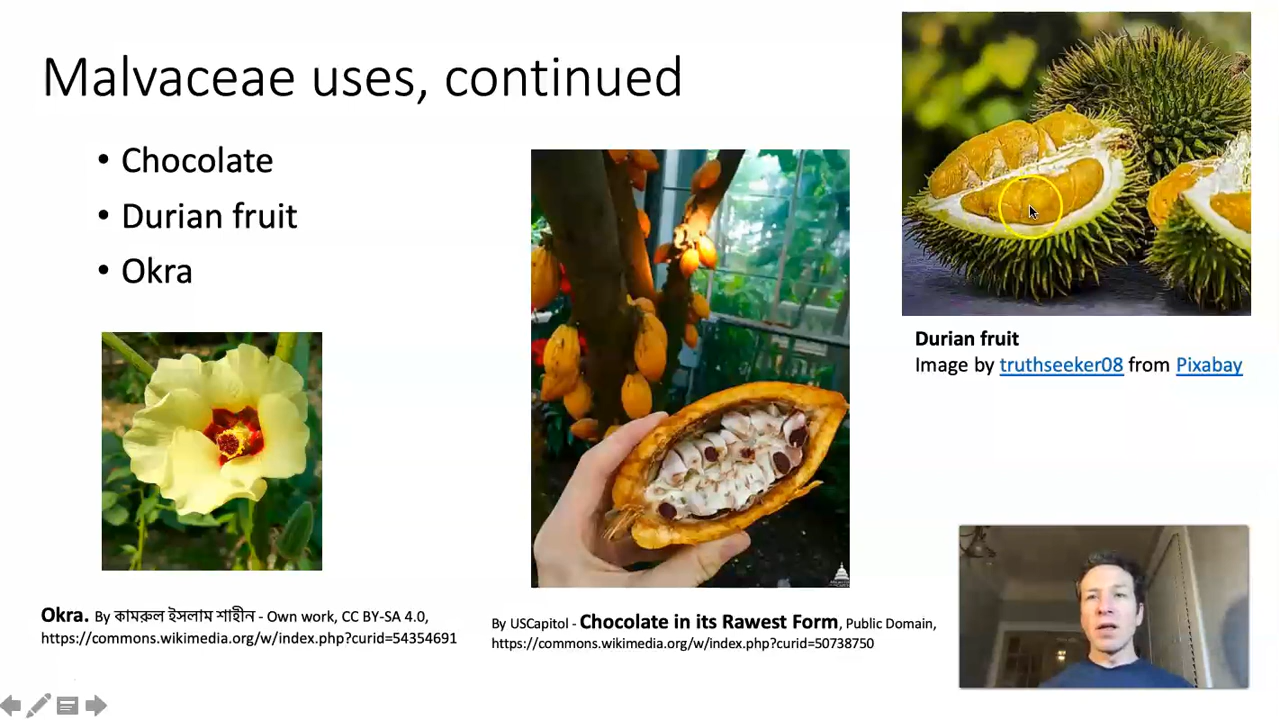 Malvaceae uses, continued
• Chocolate
• Durian fruit
• Okra
Durian fruit
Image by truthseeker08 from Pixabay
Okra. By কামরুল ইসলাম শাহীন - Own work, CC BY-SA 4.0,
https://commons.wikimedia.org/w/index.php?curid=54354691
By USCapitol - Chocolate in its Rawest Form, Public Domain,
https://commons.wikimedia.org/w/index.php?curid=50738750